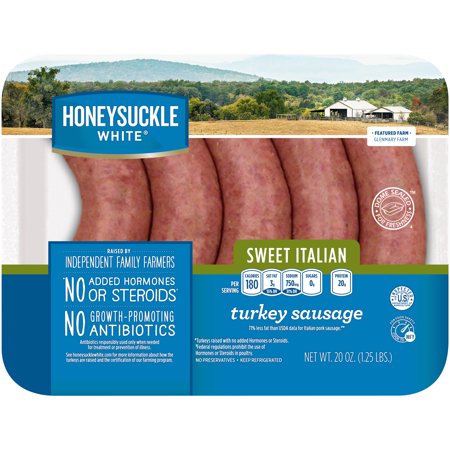 HONEYSUCKLE
WHITE®
FEATURED FARM
GLENMARY FARM
DOME SEALED
FOR FRESHNESS
TM
RAISED BY
INDEPENDENT FAMILY FARMERS
NO ADDED HORMONES
OR STEROIDS*
NO GROWTH-PROMOTING
ANTIBIOTICS
Antibiotics responsibly used only when needed
for treatment or prevention of illness.
See honeysucklewhite.com for more information about how the
turkeys are raised and the certification of our farming program.
SWEET ITALIAN
PER
SERVING
CALORIES
180
SAT FAT
3g
SODIUM
750mg
SUGARS
0g
PROTEIN
20g
turkey sausage
71% less fat than USDA data for Italian pork sausage.**
*Turkeys raised with no added Hormones or Steroids.
Federal regulations prohibit the use of
Hormones or Steroids in poultry.
NO PRESERVATIVES • KEEP REFRIGERATED
NET WT. 20 OZ. (1.25 LBS.)
U.S.